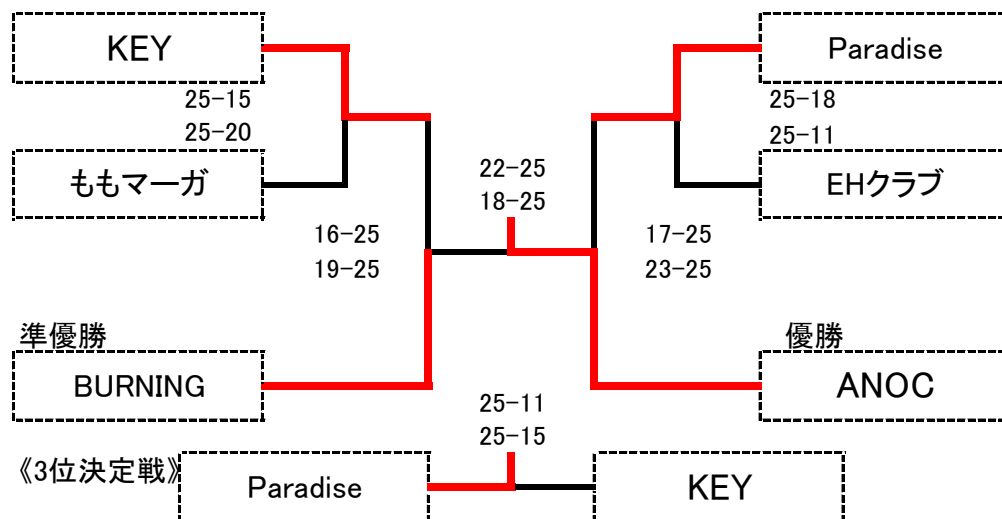 KEY
Paradise
25-15
25-20
25-18
25-11
ももマーガ
EHクラブ
22-25
18-25
16-25
19-25
17-25
23-25
準優勝
優勝
BURNING
ANOC
25-11
25-15
《3位決定戦》
Paradise
KEY